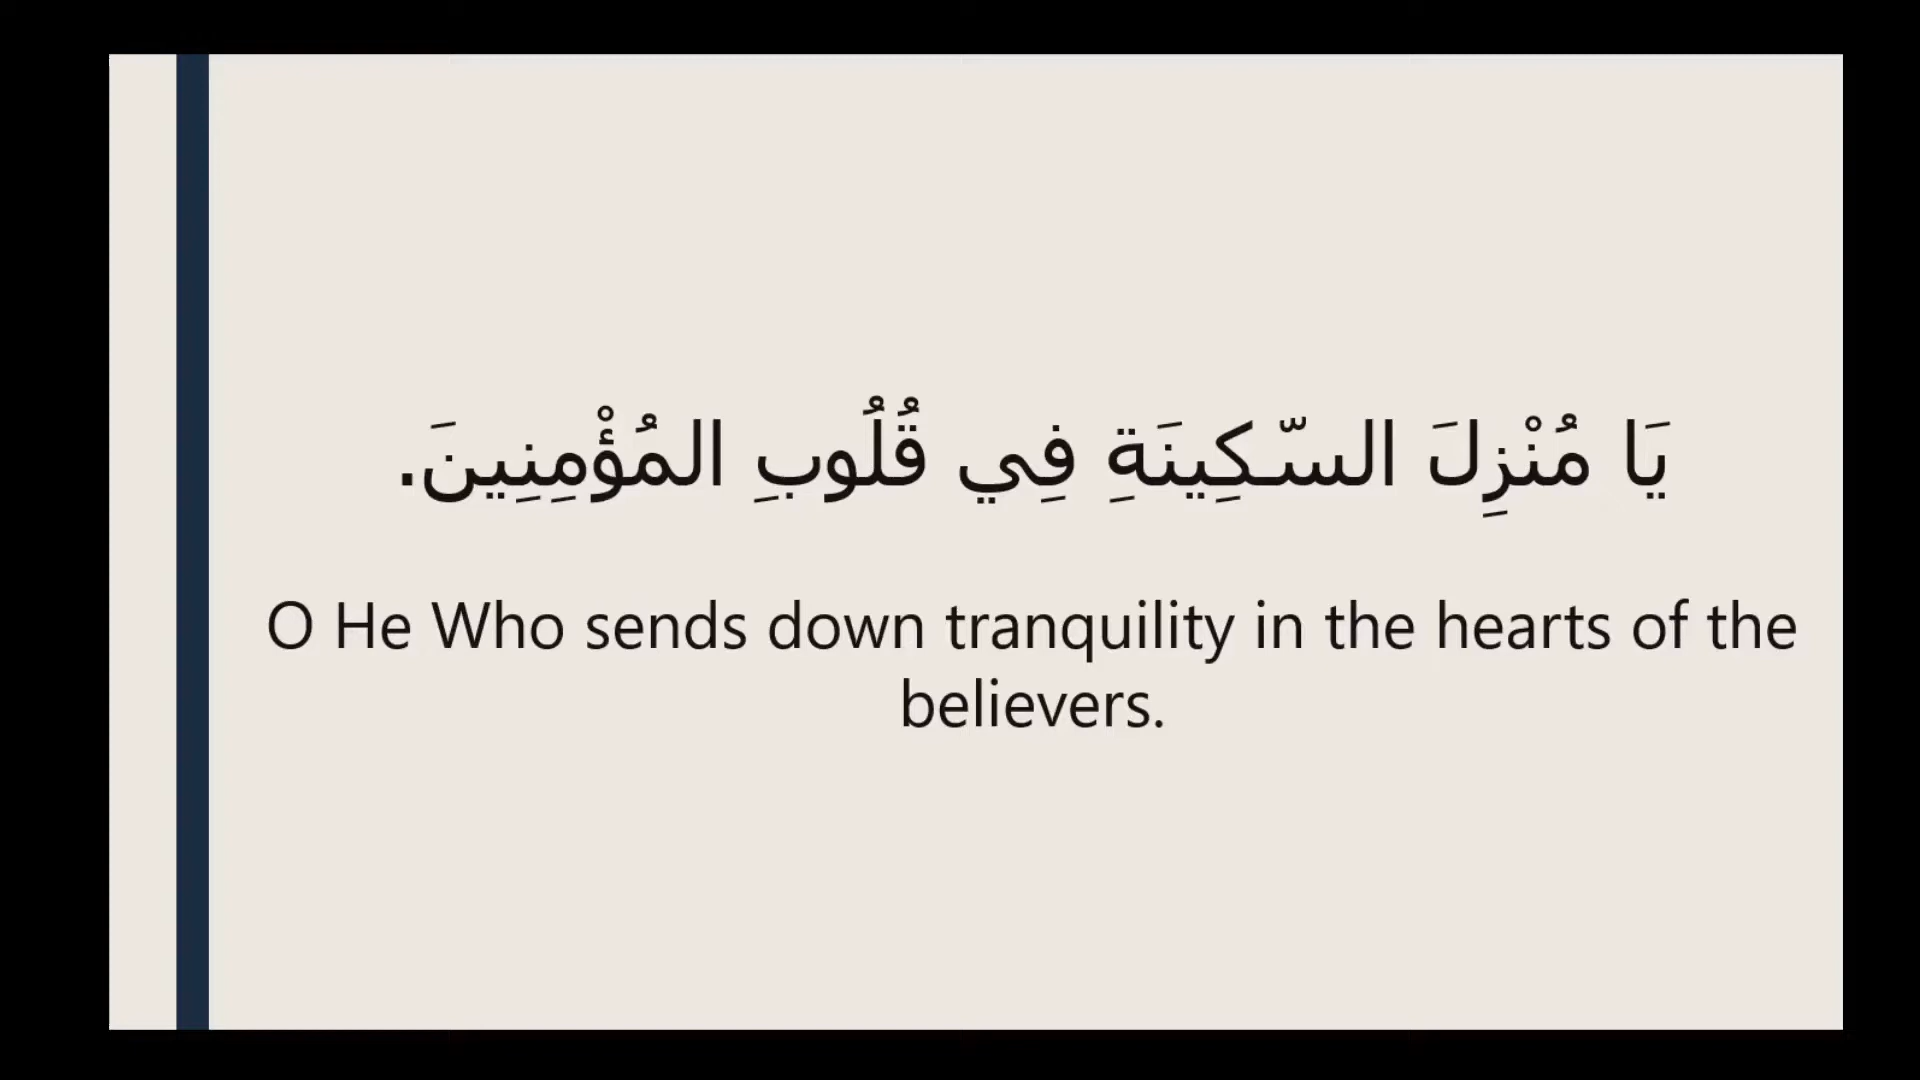 يَا مُنْزِلَ السّـكِينَةِ فِي قُلُوبِ المُؤْمِنِينَ.
O He Who sends down tranquility in the hearts of the
believers.